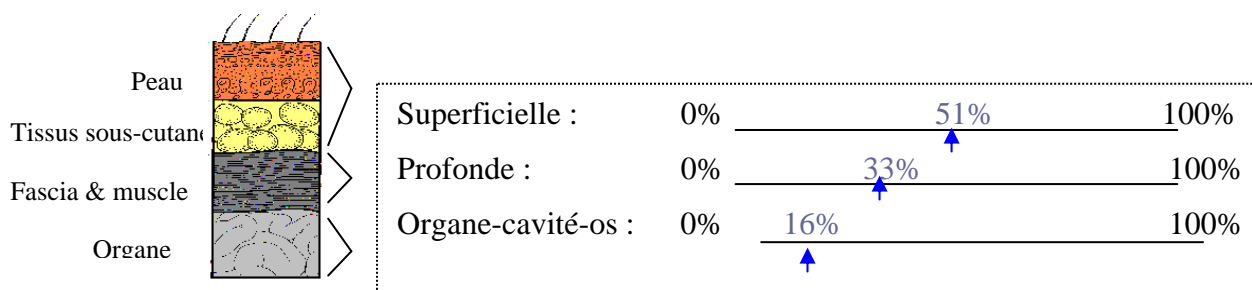 Peau
Tissus sous-cutané
Fascia & muscle
Organe
Superficielle : 0% 51% 100%
Profonde : 0% 33% 100%
Organe-cavité-os : 0% 16% 100%